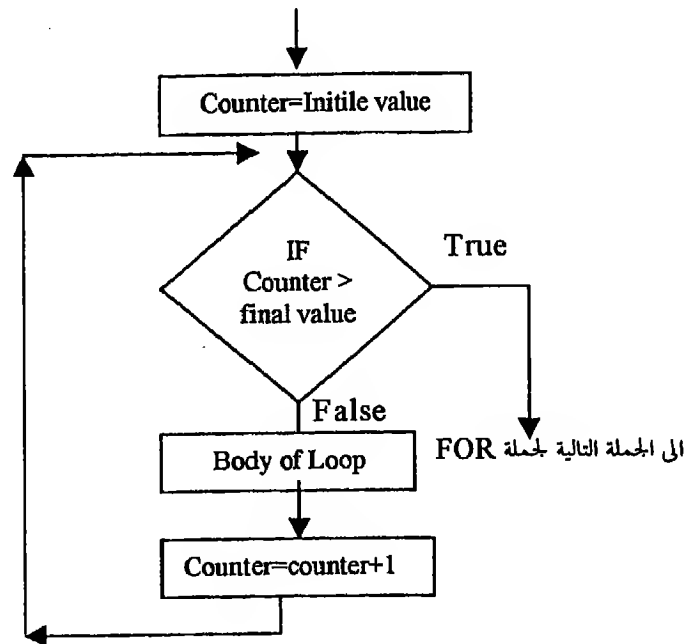 Counter=Initile value
IF
Counter >
final value
True
False
Body of Loop
الى الجملة التالية لجملة FOR
Counter=counter+1